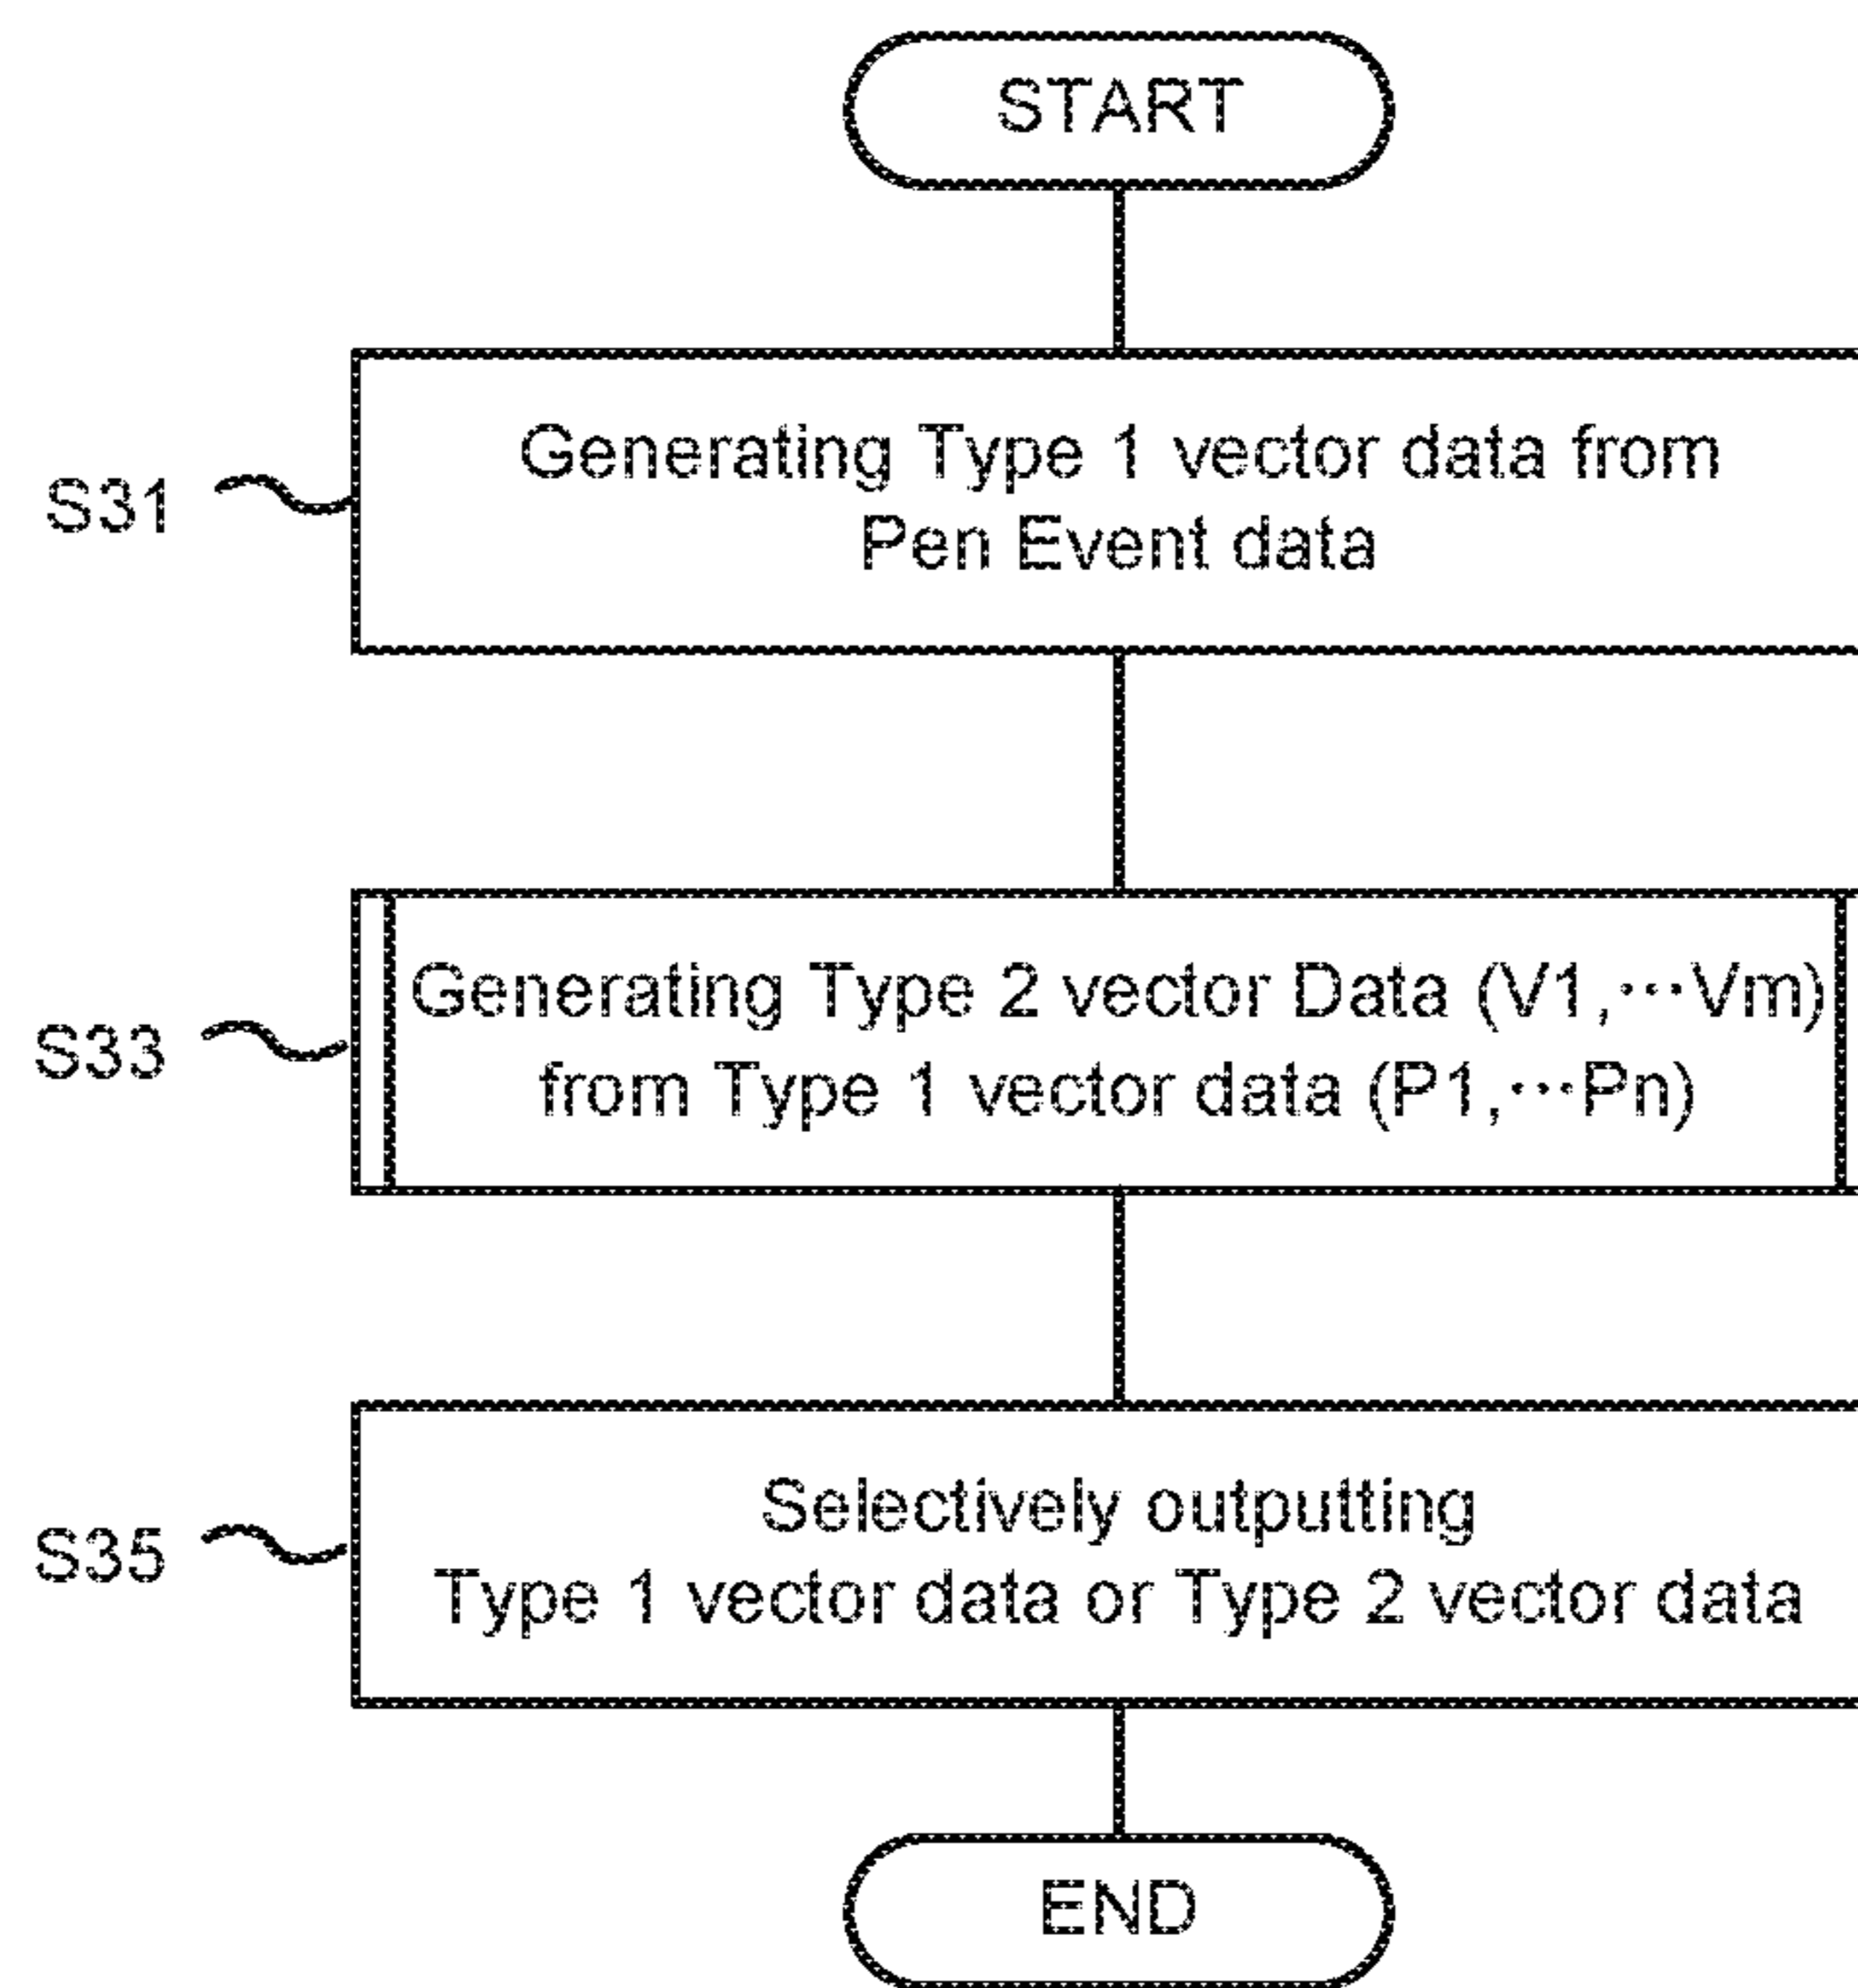 START
S31
Generating Type 1 vector data from
Pen Event data
S33
Generating Type 2 vector Data (V1,⋯Vm)
from Type 1 vector data (P1,⋯Pn)
S35
Selectively outputting
Type 1 vector data or Type 2 vector data
END